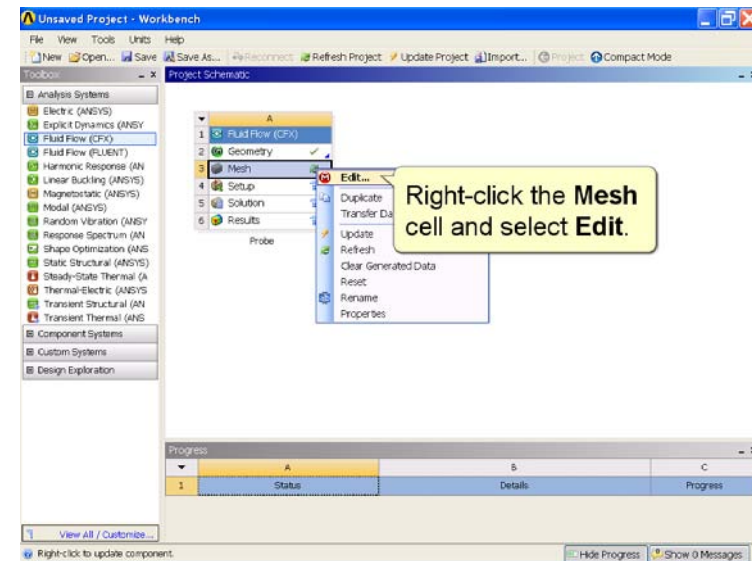 Unsaved Project - Workbench
File View Tools Units Help
New Open... Save Save As... Reconnect Refresh Project Update Project Import... Project Compact Mode
Toolbox
Project Schematic
Analysis Systems
Electric (ANSYS)
Explicit Dynamics (ANSY
Fluid Flow (CFX)
Fluid Flow (FLUENT)
Harmonic Response (AN
Linear Buckling (ANSYS)
Magnetostatic (ANSYS)
Modal (ANSYS)
Random Vibration (ANSY
Response Spectrum (AN
Shape Optimization (ANS
Static Structural (ANSYS)
Steady-State Thermal (A
Thermal-Electric (ANSYS
Transient Structural (AN
Transient Thermal (ANS
Component Systems
Custom Systems
Design Exploration
View All / Customize...
A
1 Fluid Flow (CFX)
2 Geometry
3 Mesh
4 Setup
5 Solution
6 Results
Probe
Edit...
Duplicate
Transfer Da
Update
Refresh
Clear Generated Data
Reset
Rename
Properties
Right-click the Mesh
cell and select Edit.
Progress
A B C
1 Status Details Progress
Right-click to update component.
Hide Progress Show 0 Messages